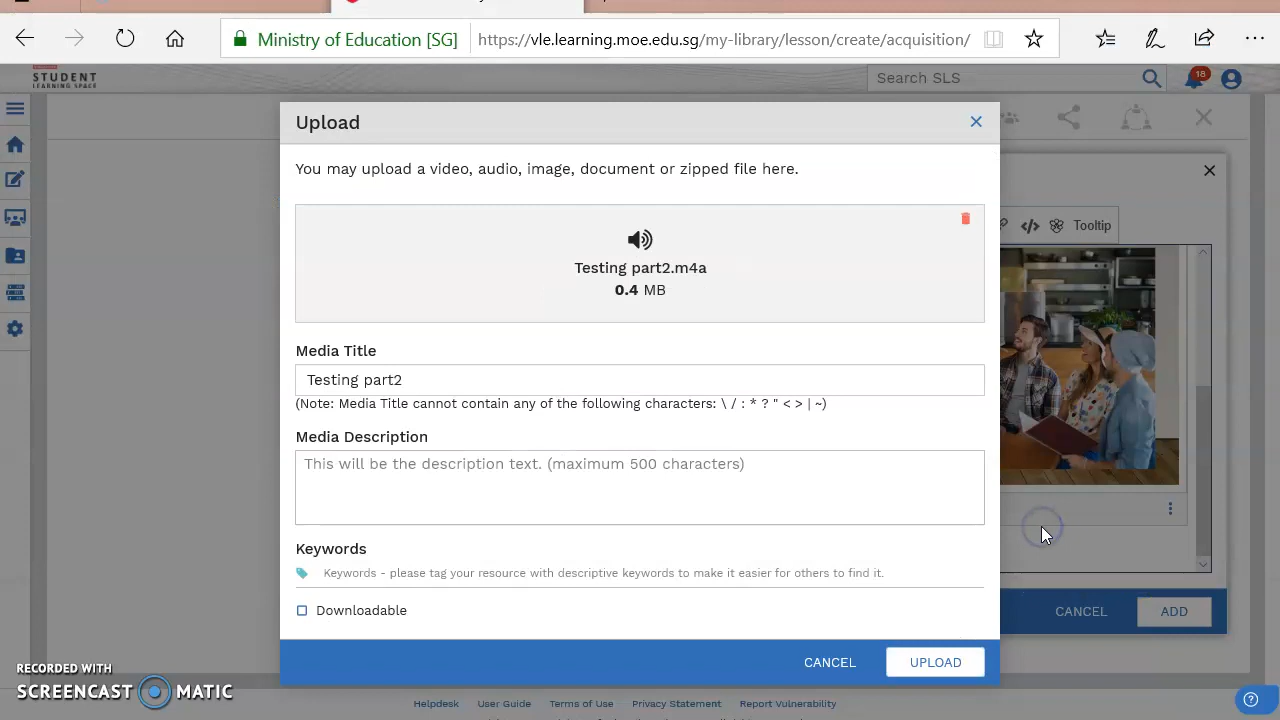 Ministry of Education [SG]
https://vle.learning.moe.edu.sg/my-library/lesson/create/acquisition/
STUDENT
LEARNING SPACE
Search SLS
18
Upload
You may upload a video, audio, image, document or zipped file here.
Tooltip
Testing part2.m4a
0.4 MB
Media Title
Testing part2
(Note: Media Title cannot contain any of the following characters: \ / : * ? " < > | ~)
Media Description
This will be the description text. (maximum 500 characters)
Keywords
Keywords - please tag your resource with descriptive keywords to make it easier for others to find it.
Downloadable
CANCEL
ADD
CANCEL
UPLOAD
RECORDED WITH
SCREENCAST MATIC
Helpdesk
User Guide
Terms of Use
Privacy Statement
Report Vulnerability